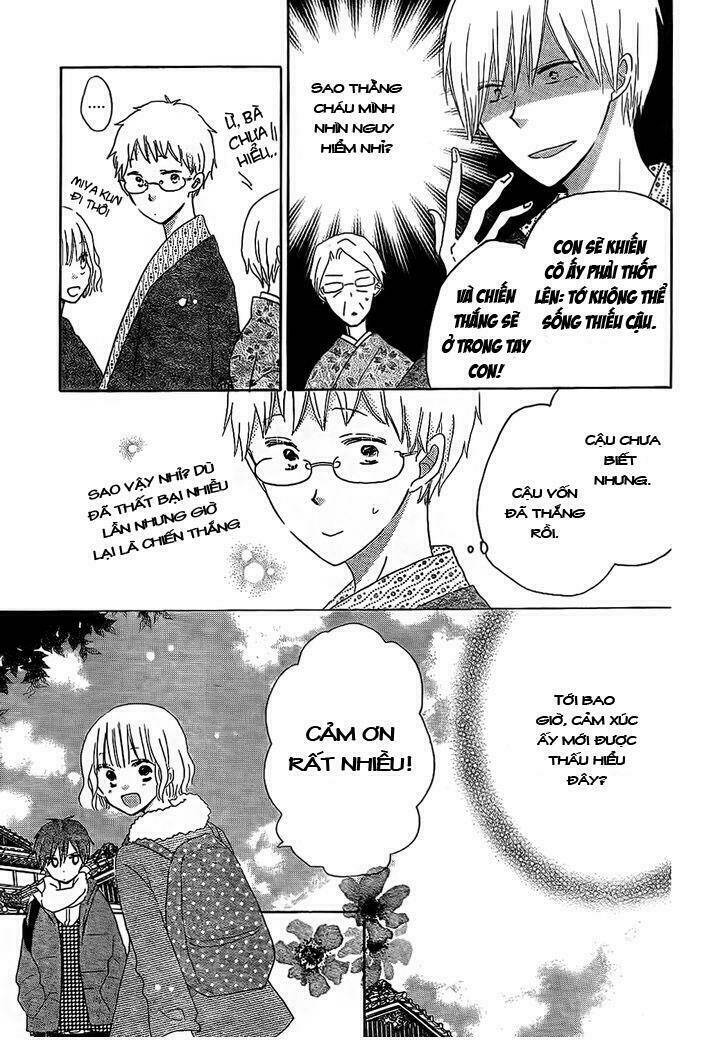 SAO THẰNG
CHÁU MÌNH
NHÌN NGUY
HIỂM NHỈ?
CON SẼ KHIẾN
CÔ ẤY PHẢI THỐT
LÊN: TỚ KHÔNG THỂ
SỐNG THIẾU CẬU.
VÀ CHIẾN
THẮNG SẼ
Ở TRONG TAY
CON!
.....
Ừ, BÀ
CHƯA
HIỂU..
MIYA KUN
ĐI THÔI
CẬU CHƯA
BIẾT
NHƯNG.
CẬU VỐN
ĐÃ THẮNG
RỒI.
SAO VẬY NHỈ? DÙ
ĐÃ THẤT BẠI NHIỀU
LẦN NHƯNG GIỜ
LẠI LÀ CHIẾN THẮNG
TỚI BAO
GIỜ, CẢM XÚC
ẤY MỚI ĐƯỢC
THẤU HIỂU
ĐÂY?
CẢM ƠN
RẤT NHIỀU!